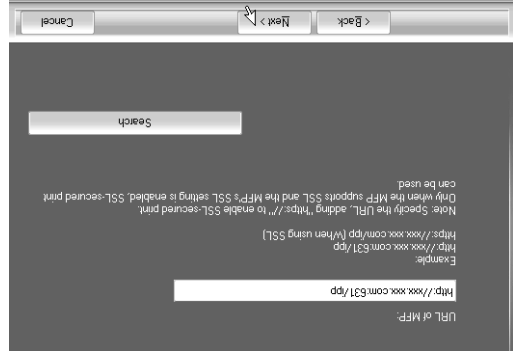 URL of MFP:
http://xxx.xxx.com:631/ipp
Example:
http://xxx.xxx.com:631/ipp
https://xxx.xxx.com/ipp (When using SSL)
Note: Specify the URL, adding "https://" to enable SSL-secured print.
Only when the MFP supports SSL and the MFP's SSL setting is enabled, SSL-secured print
can be used.
Search
< Back
Next >
Cancel